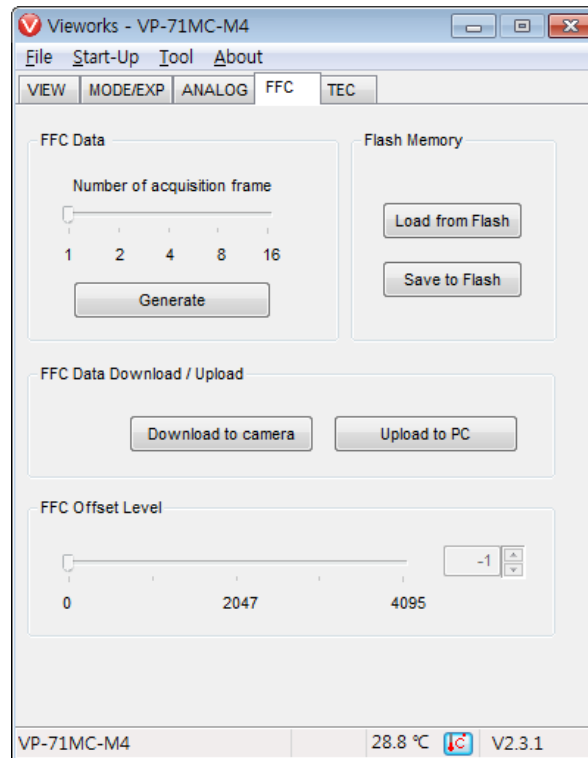 Vieworks - VP-71MC-M4
File Start-Up Tool About
VIEW MODE/EXP ANALOG FFC TEC
FFC Data
Number of acquisition frame
1 2 4 8 16
Generate
Flash Memory
Load from Flash
Save to Flash
FFC Data Download / Upload
Download to camera Upload to PC
FFC Offset Level
-1
0 2047 4095
VP-71MC-M4 28.8 ℃ C V2.3.1